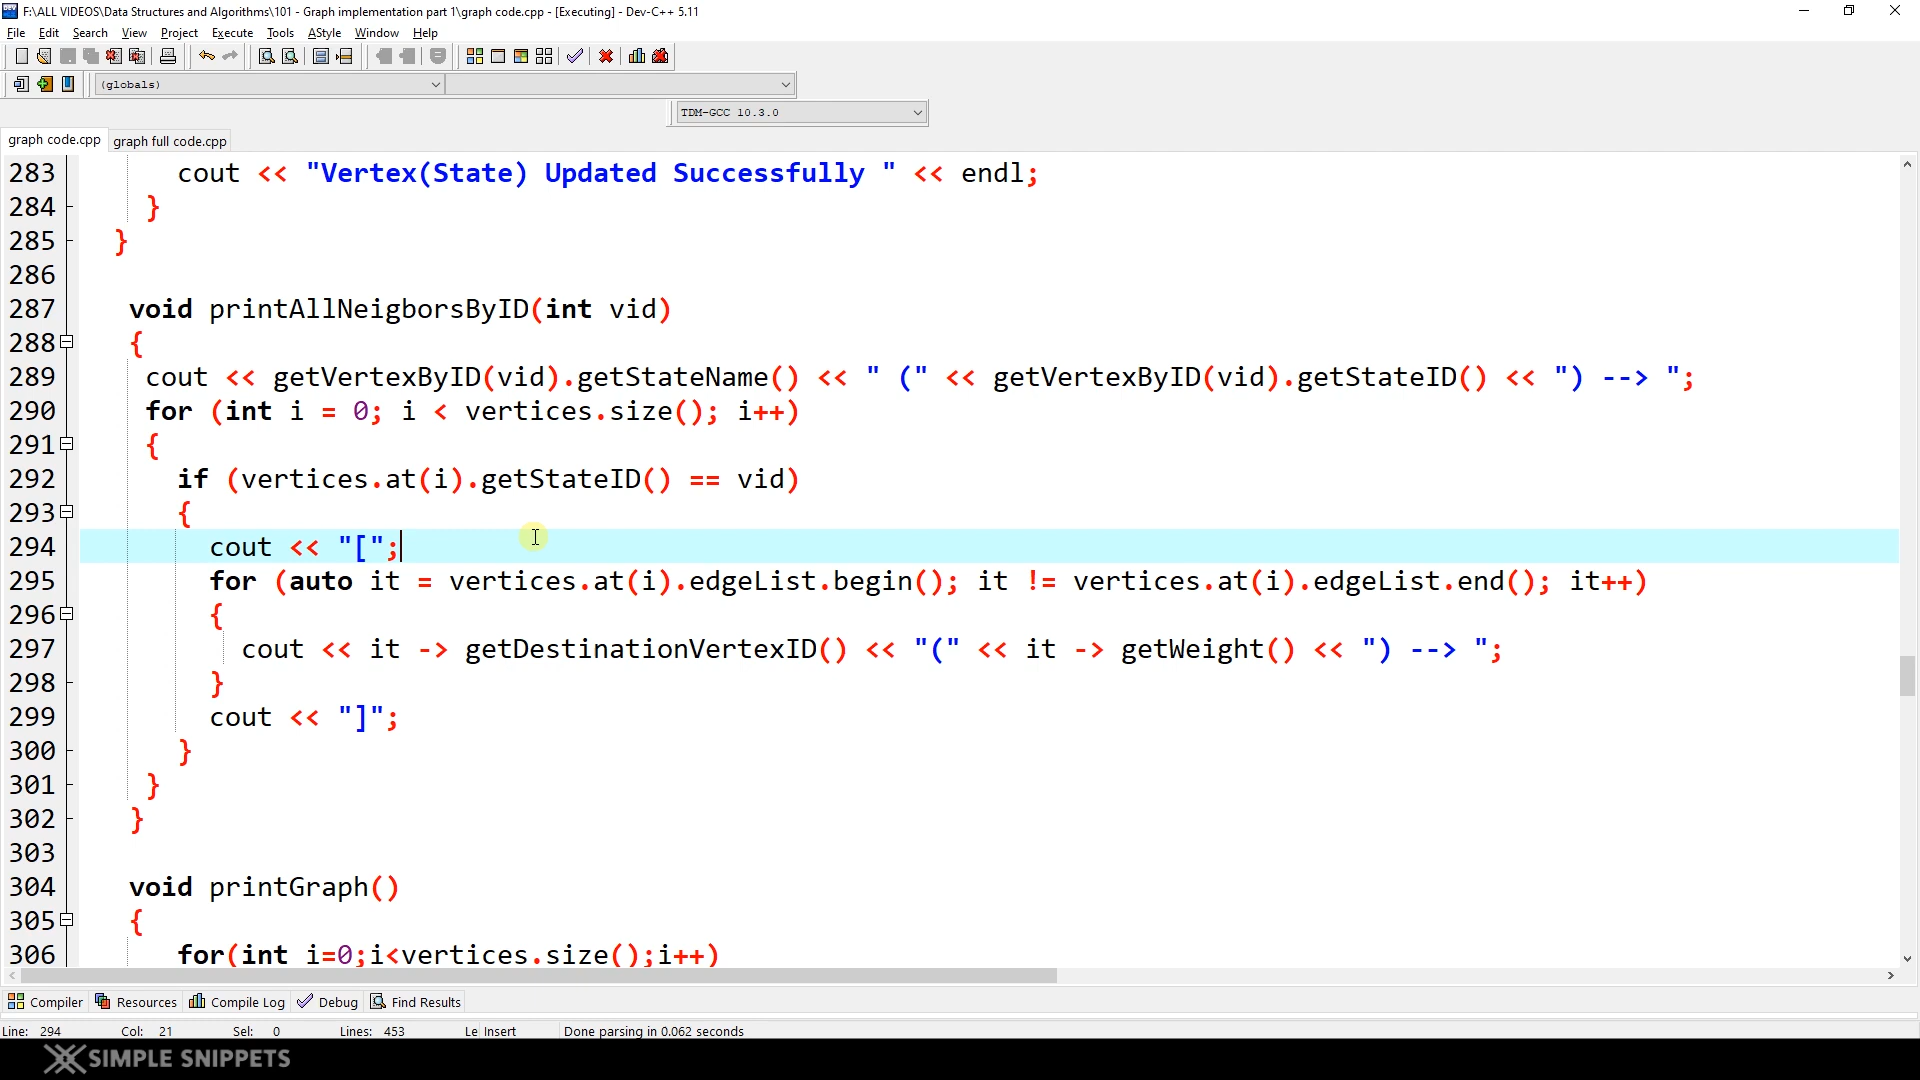 F:\ALL VIDEOS\Data Structures and Algorithms\101 - Graph implementation part 1\graph code.cpp - [Executing] - Dev-C++ 5.11
File Edit Search View Project Execute Tools AStyle Window Help
(globals)
TDM-GCC 10.3.0
graph code.cpp graph full code.cpp
283 cout << "Vertex(State) Updated Successfully " << endl;
284 }
285 }
286
287 void printAllNeigborsByID(int vid)
288 {
289 cout << getVertexByID(vid).getStateName() << " (" << getVertexByID(vid).getStateID() << ") --> ";
290 for (int i = 0; i < vertices.size(); i++)
291 {
292 if (vertices.at(i).getStateID() == vid)
293 {
294 cout << "[";
295 for (auto it = vertices.at(i).edgeList.begin(); it != vertices.at(i).edgeList.end(); it++)
296 {
297 cout << it -> getDestinationVertexID() << "(" << it -> getWeight() << ") --> ";
298 }
299 cout << "]";
300 }
301 }
302 }
303
304 void printGraph()
305 {
306 for(int i=0;i<vertices.size();i++)
Compiler Resources Compile Log Debug Find Results
Line: 294 Col: 21 Sel: 0 Lines: 453 Le Insert Done parsing in 0.062 seconds
SIMPLE SNIPPETS